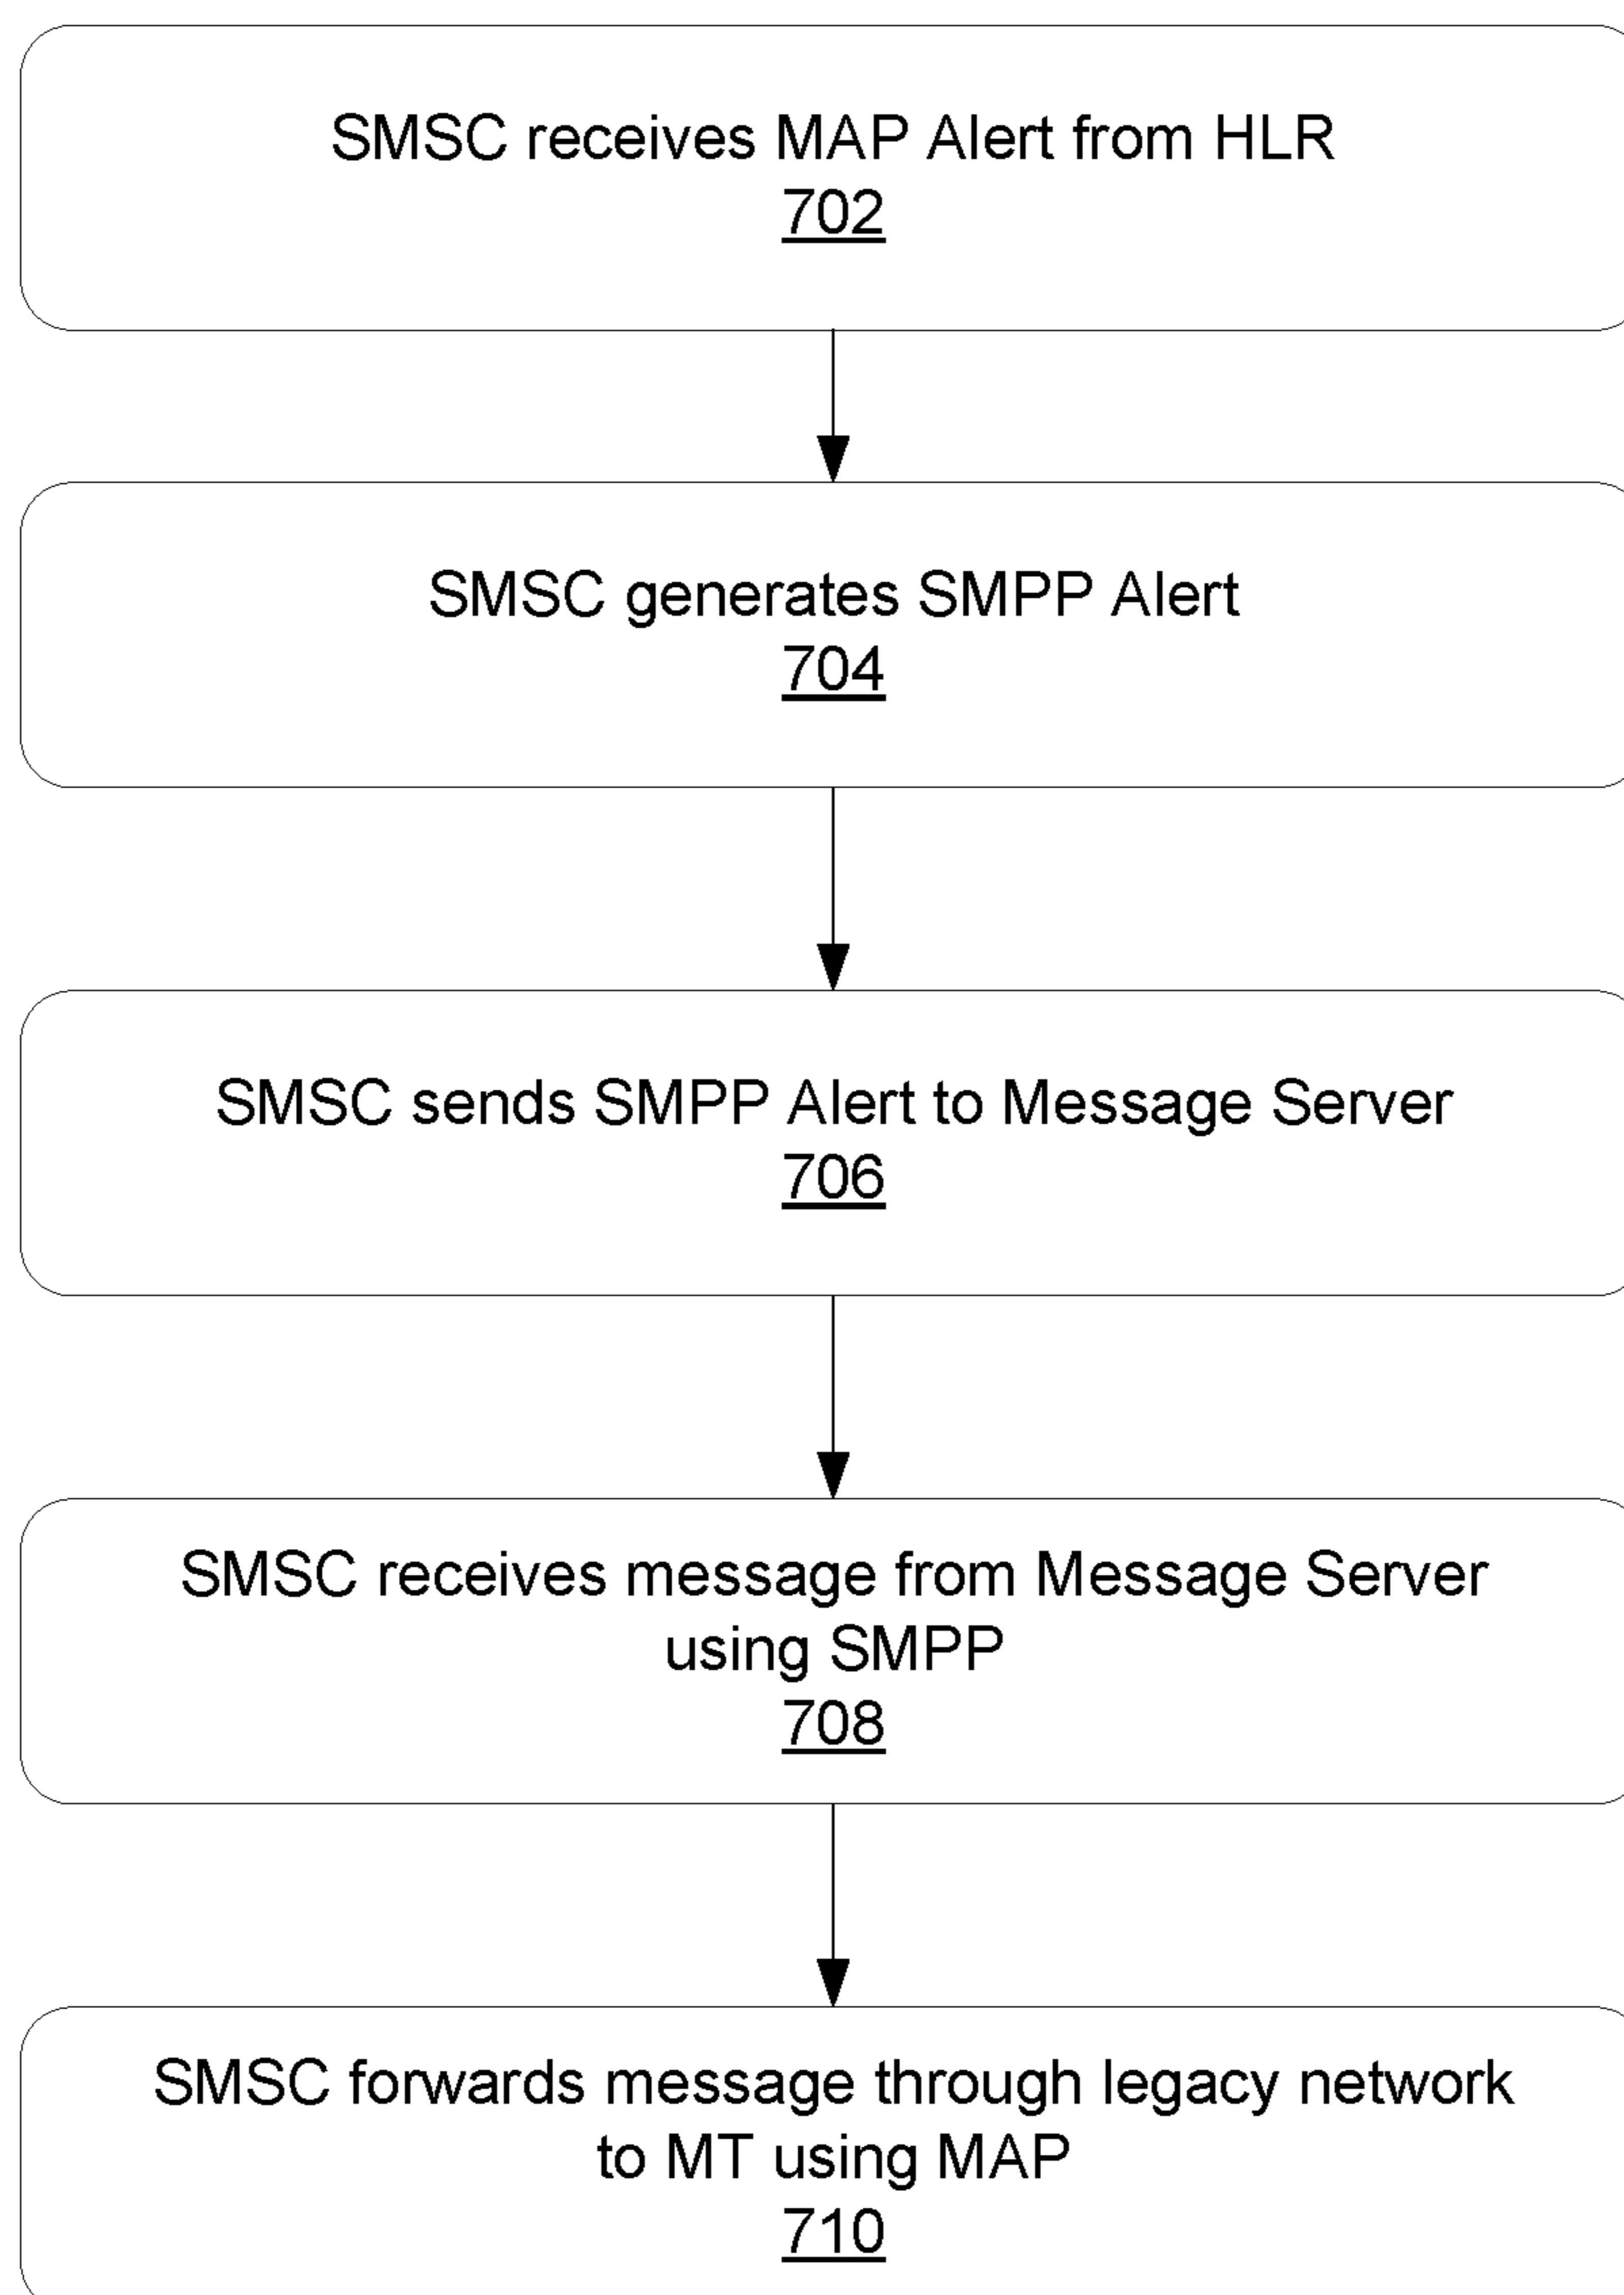 SMSC receives MAP Alert from HLR
702
SMSC generates SMPP Alert
704
SMSC sends SMPP Alert to Message Server
706
SMSC receives message from Message Server
using SMPP
708
SMSC forwards message through legacy network
to MT using MAP
710